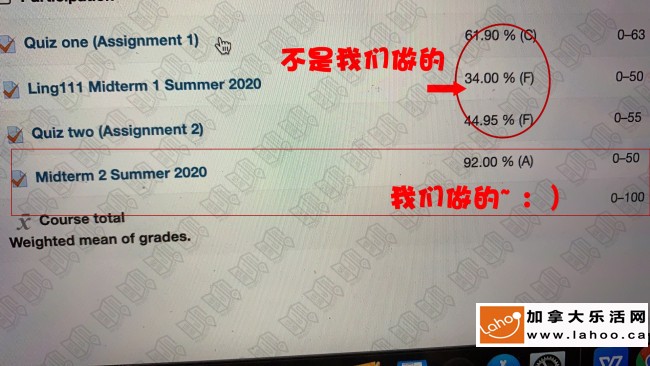 Quiz one (Assignment 1) 61.90 % (C) 0–63
不是我们做的
Ling111 Midterm 1 Summer 2020 34.00 % (F) 0–50
Quiz two (Assignment 2) 44.95 % (F) 0–55
Midterm 2 Summer 2020 92.00 % (A) 0–50
我们做的~ : )
0–100
x̄ Course total
Weighted mean of grades.
Lahoo 加拿大乐活网
www.lahoo.ca